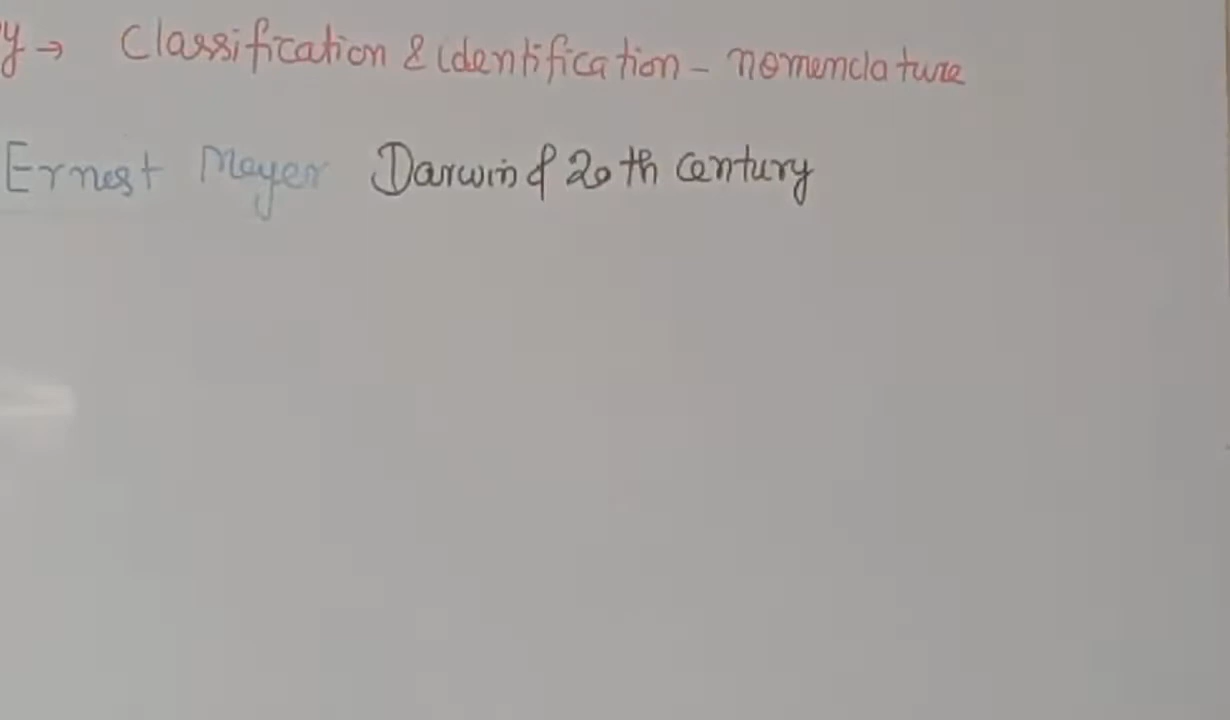 y → Classification & identification - nomenclature
Ernest Mayer Darwin of 20th century